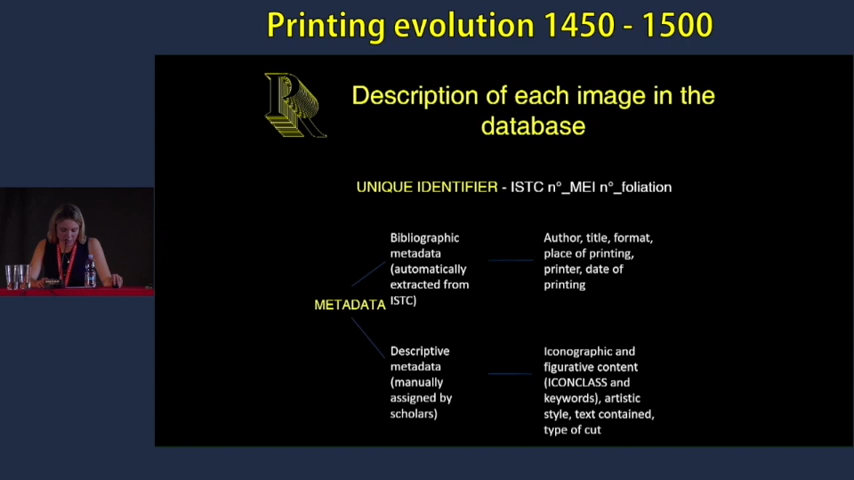 Printing evolution 1450 - 1500
Description of each image in the
database
UNIQUE IDENTIFIER - ISTC n°_MEI n°_foliation
METADATA
Bibliographic
metadata
(automatically
extracted from
ISTC)
Author, title, format,
place of printing,
printer, date of
printing
Descriptive
metadata
(manually
assigned by
scholars)
Iconographic and
figurative content
(ICONCLASS and
keywords), artistic
style, text contained,
type of cut